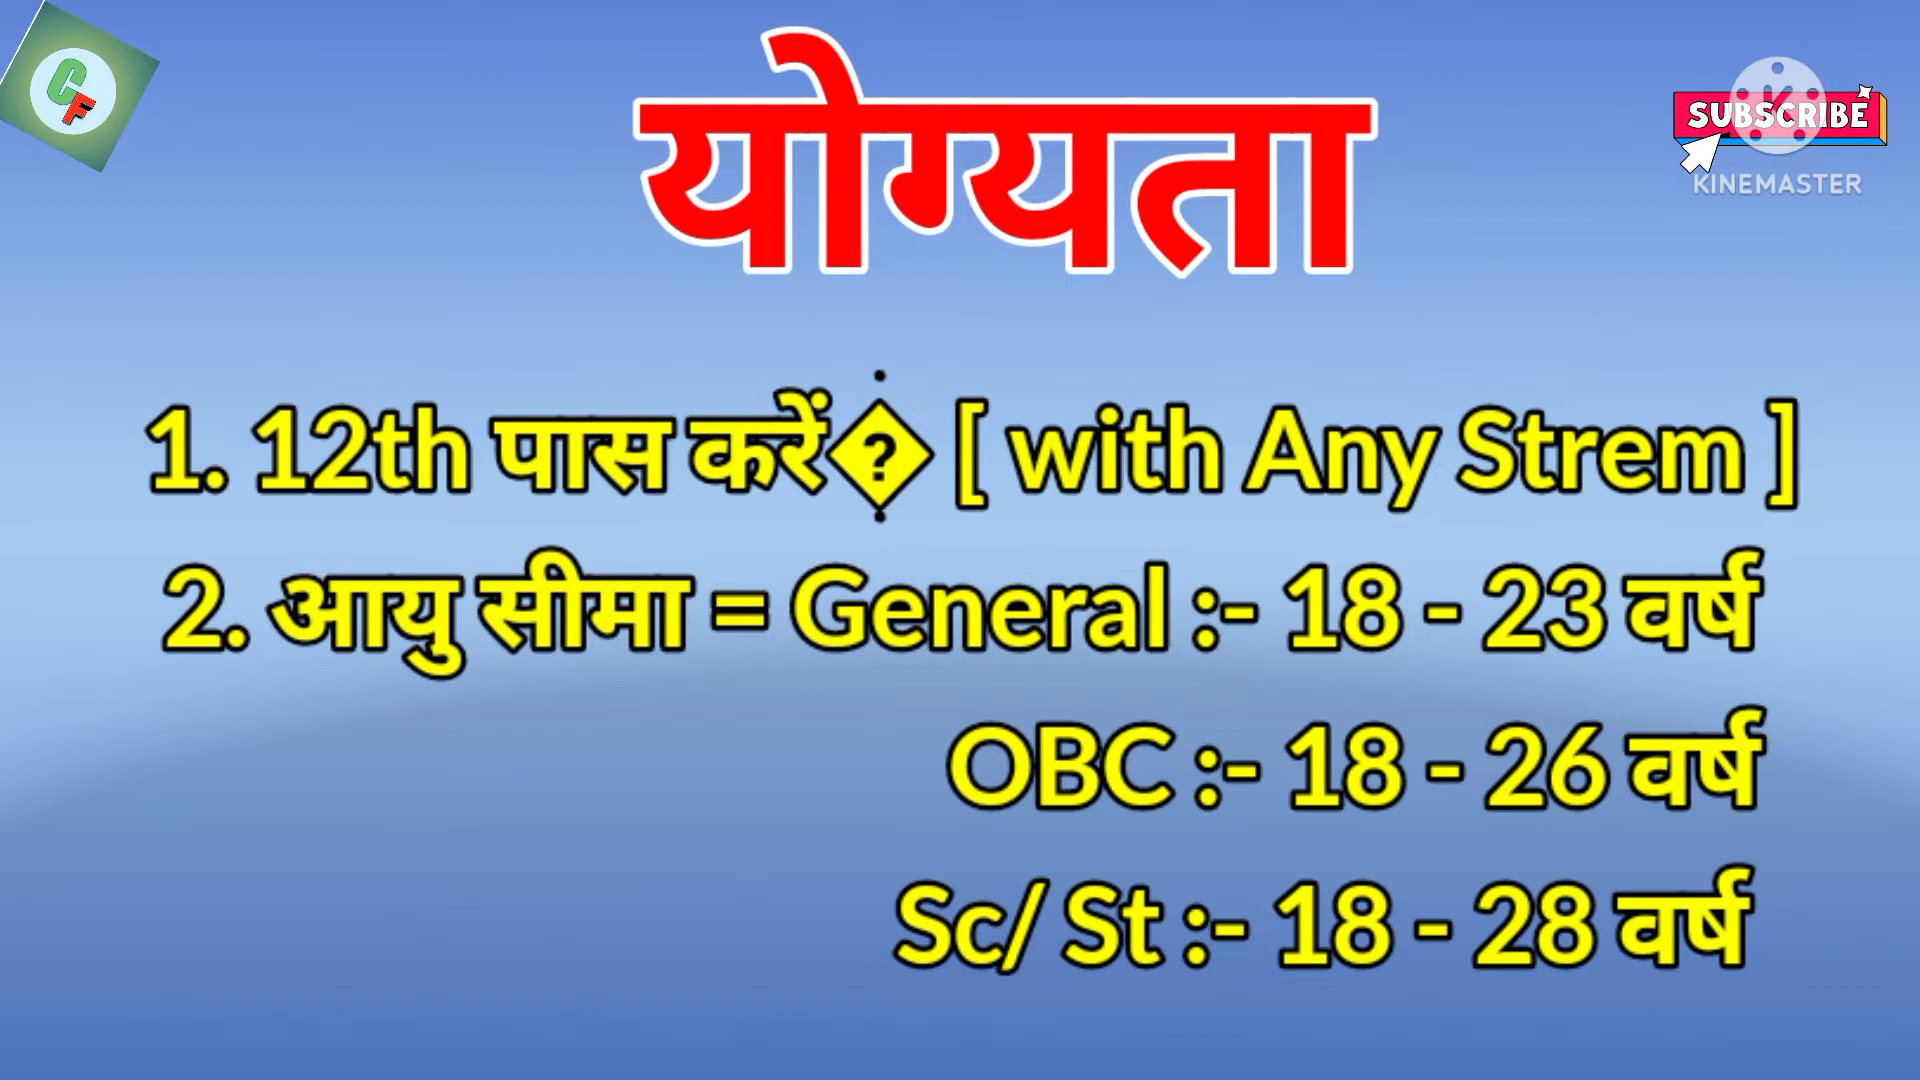 CF
SUBSCRIBE
KINEMASTER
योग्यता
1. 12th पास करें� [ with Any Strem ]
2. आयु सीमा = General :- 18 - 23 वर्ष
OBC :- 18 - 26 वर्ष
Sc/ St :- 18 - 28 वर्ष